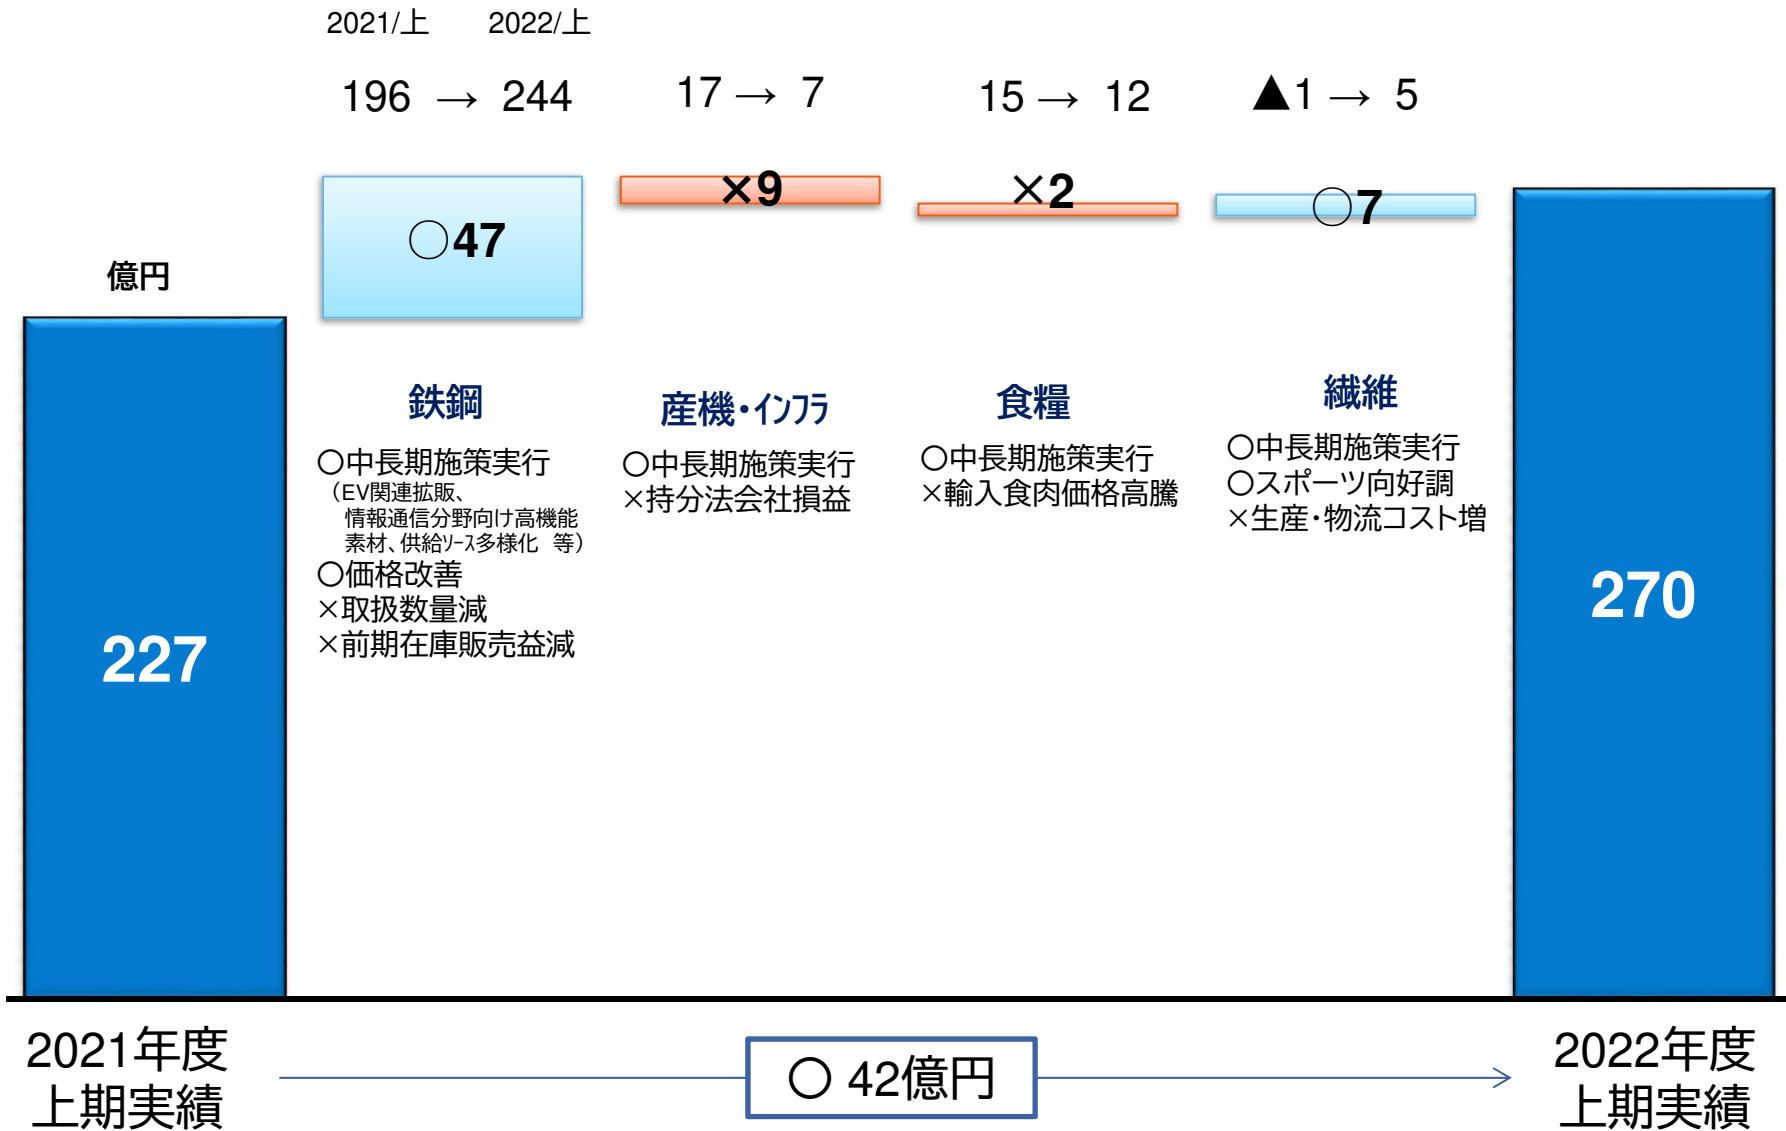 2021/上 2022/上
196 → 244
17 → 7
15 → 12
▲1 → 5
○47
×9
×2
○7
億円
227
270
鉄鋼
○中長期施策実行
（EV関連拡販、
情報通信分野向け高機能
素材、供給ｿｰｽ多様化 等）
○価格改善
×取扱数量減
×前期在庫販売益減
産機・ｲﾝﾌﾗ
○中長期施策実行
×持分法会社損益
食糧
○中長期施策実行
×輸入食肉価格高騰
繊維
○中長期施策実行
○スポーツ向好調
×生産・物流コスト増
2021年度
上期実績
○ 42億円
2022年度
上期実績